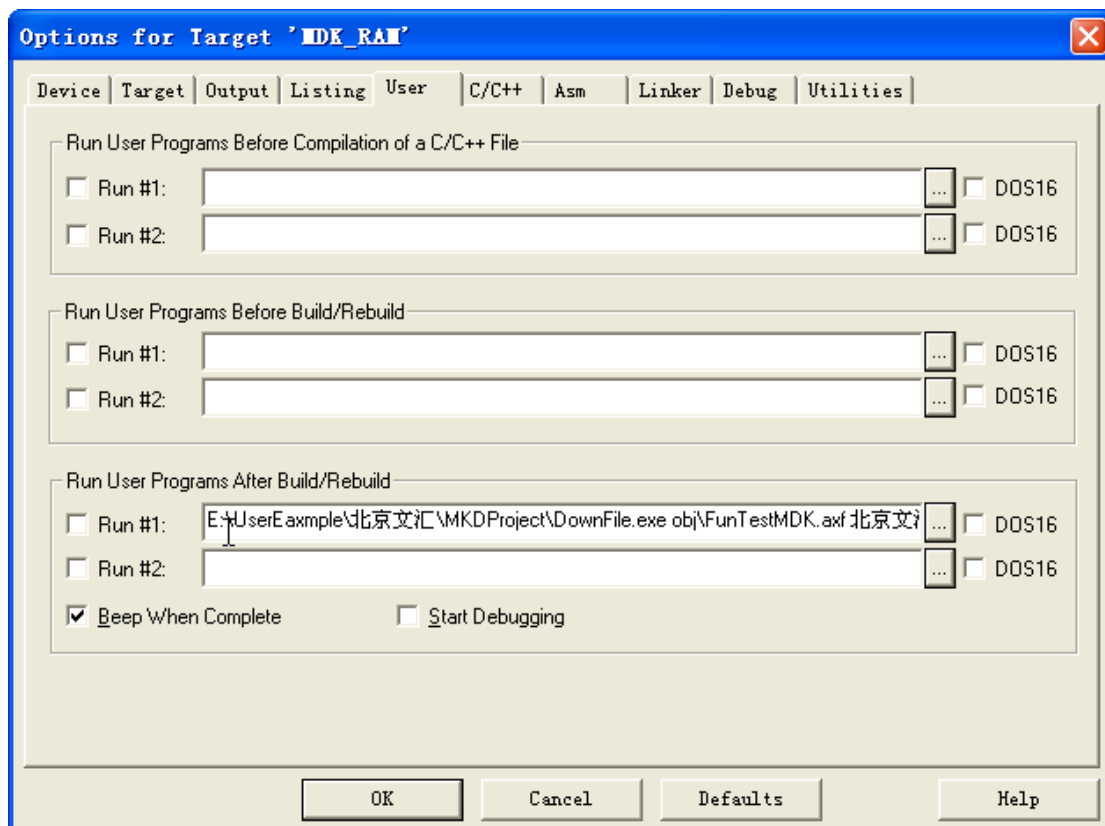 Options for Target 'MDK_RAM'
Device Target Output Listing User C/C++ Asm Linker Debug Utilities
Run User Programs Before Compilation of a C/C++ File
Run #1: ... DOS16
Run #2: ... DOS16
Run User Programs Before Build/Rebuild
Run #1: ... DOS16
Run #2: ... DOS16
Run User Programs After Build/Rebuild
Run #1: E:\UserEaxmple\北京文汇\MKDProject\DownFile.exe obj\FunTestMDK.axf 北京文 ... DOS16
Run #2: ... DOS16
Beep When Complete Start Debugging
OK Cancel Defaults Help